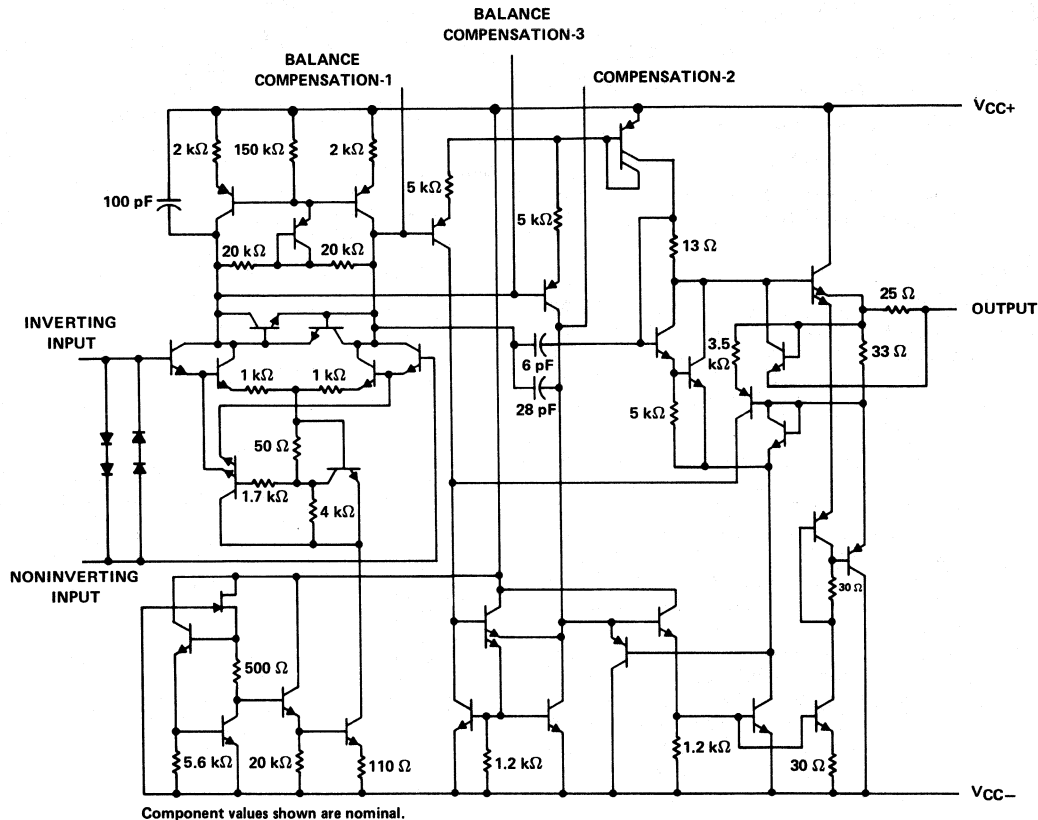 BALANCE
COMPENSATION-3
BALANCE
COMPENSATION-1
COMPENSATION-2
VCC+
2 kΩ
150 kΩ
2 kΩ
5 kΩ
100 pF
5 kΩ
13 Ω
20 kΩ
20 kΩ
25 Ω
OUTPUT
INVERTING
INPUT
3.5
kΩ
33 Ω
6 pF
1 kΩ
1 kΩ
28 pF
5 kΩ
50 Ω
1.7 kΩ
4 kΩ
NONINVERTING
INPUT
30 Ω
500 Ω
5.6 kΩ
20 kΩ
110 Ω
1.2 kΩ
1.2 kΩ
30 Ω
VCC–
Component values shown are nominal.